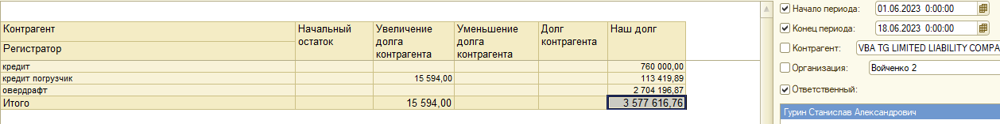 Контрагент Начальный остаток Увеличение долга контрагента Уменьшение долга контрагента Долг контрагента Наш долг
Регистратор
кредит 760 000,00
кредит погрузчик 15 594,00 113 419,89
овердрафт 2 704 196,87
Итого 15 594,00 3 577 616,76
Начало периода: 01.06.2023 0:00:00
Конец периода: 18.06.2023 0:00:00
Контрагент: VBA TG LIMITED LIABILITY COMPA
Организация: Войченко 2
Ответственный:
Гурин Станислав Александрович